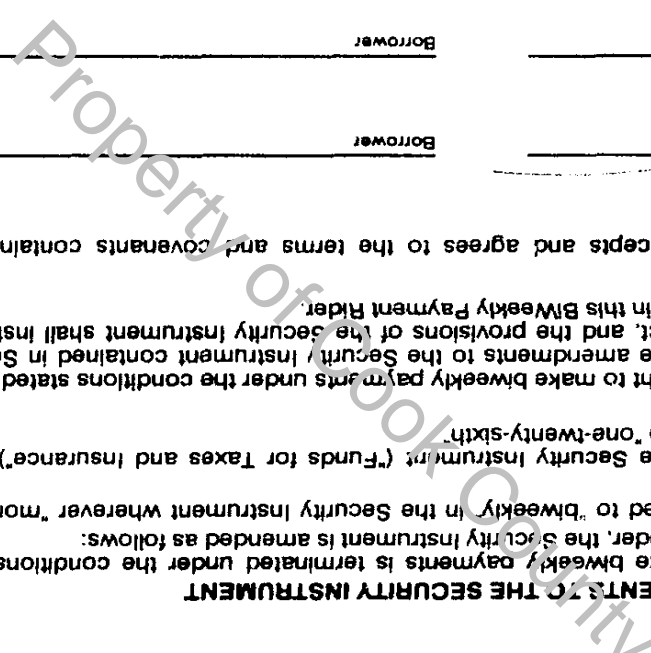 ENTS TO THE SECURITY INSTRUMENT
biweekly payments is terminated under the conditions
der, the Security Instrument is amended as follows:
ed to "biweekly" in the Security Instrument wherever "mon
e Security Instrument ("Funds for Taxes and Insurance")
"one-twenty-sixth"
ht to make biweekly payments under the conditions stated
e amendments to the Security Instrument contained in S
t, and the provisions of the Security Instrument shall inst
in this BiWeekly Payment Rider.
cepts and agrees to the terms and covenants contain
Borrower
Borrower
Property of Cook County